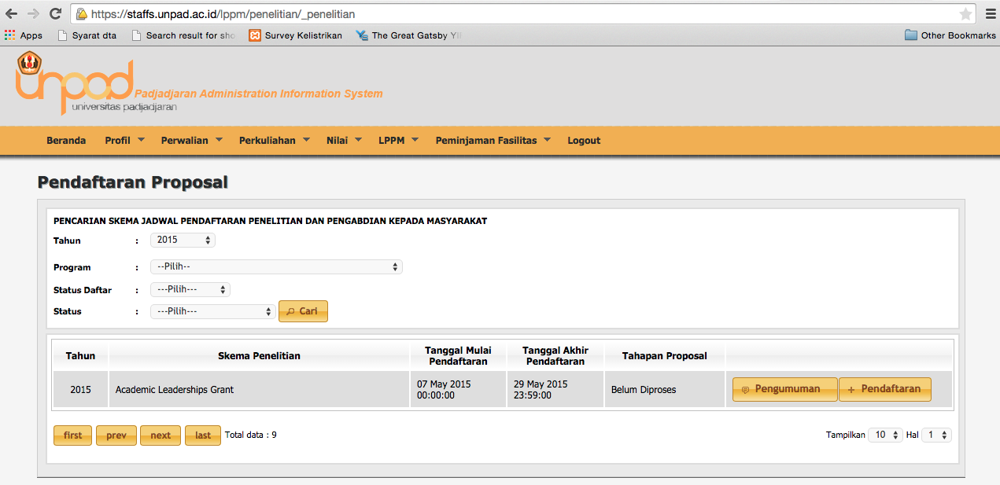 https://staffs.unpad.ac.id/lppm/penelitian/_penelitian
Apps Syarat dta Search result for sho Survey Kelistrikan The Great Gatsby Other Bookmarks
unpad
Padjadjaran Administration Information System
universitas padjadjaran
Beranda Profil Perwalian Perkuliahan Nilai LPPM Peminjaman Fasilitas Logout
Pendaftaran Proposal
PENCARIAN SKEMA JADWAL PENDAFTARAN PENELITIAN DAN PENGABDIAN KEPADA MASYARAKAT
Tahun : 2015
Program : --Pilih--
Status Daftar : ---Pilih---
Status : ---Pilih--- Cari
Tahun Skema Penelitian Tanggal Mulai Pendaftaran Tanggal Akhir Pendaftaran Tahapan Proposal
2015 Academic Leaderships Grant 07 May 2015 00:00:00 29 May 2015 23:59:00 Belum Diproses Pengumuman + Pendaftaran
first prev next last Total data : 9 Tampilkan 10 Hal 1